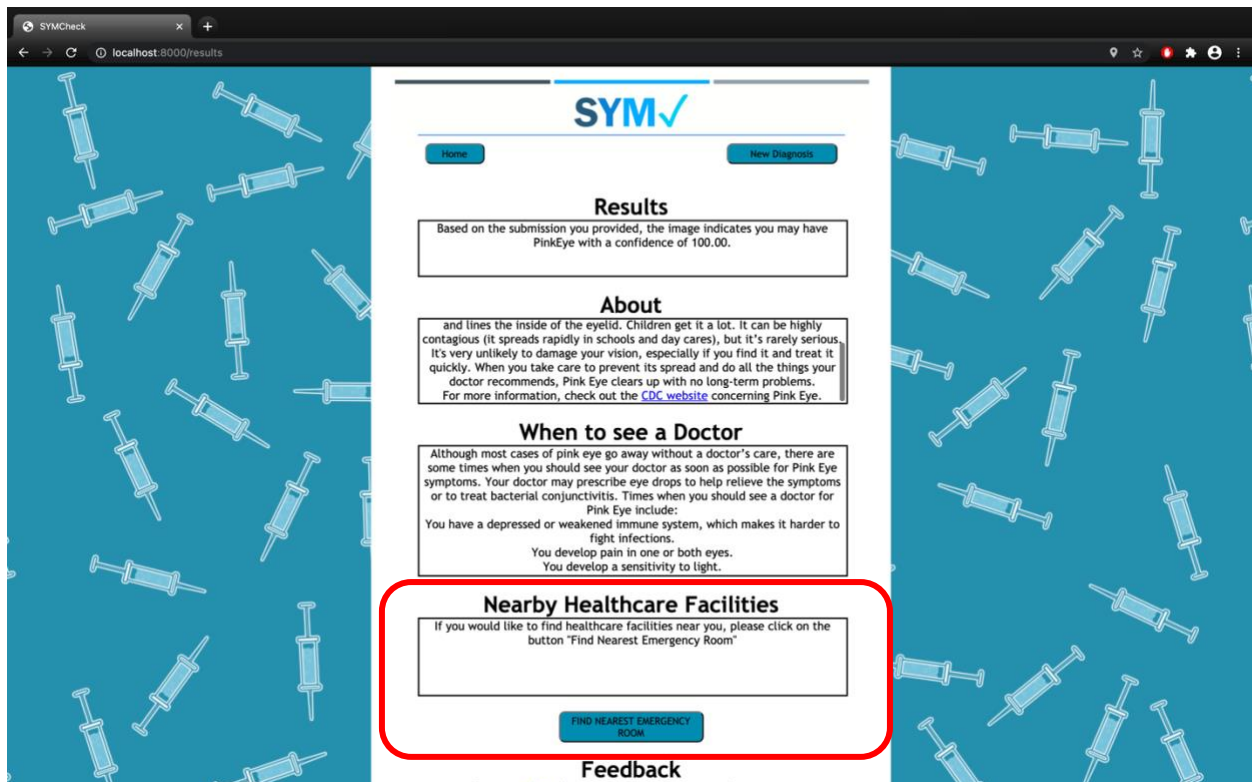 SYMCheck
localhost:8000/results
SYM✓
Home
New Diagnosis
Results
Based on the submission you provided, the image indicates you may have
PinkEye with a confidence of 100.00.
About
and lines the inside of the eyelid. Children get it a lot. It can be highly
contagious (it spreads rapidly in schools and day cares), but it’s rarely serious.
It's very unlikely to damage your vision, especially if you find it and treat it
quickly. When you take care to prevent its spread and do all the things your
doctor recommends, Pink Eye clears up with no long-term problems.
For more information, check out the CDC website concerning Pink Eye.
When to see a Doctor
Although most cases of pink eye go away without a doctor’s care, there are
some times when you should see your doctor as soon as possible for Pink Eye
symptoms. Your doctor may prescribe eye drops to help relieve the symptoms
or to treat bacterial conjunctivitis. Times when you should see a doctor for
Pink Eye include:
You have a depressed or weakened immune system, which makes it harder to
fight infections.
You develop pain in one or both eyes.
You develop a sensitivity to light.
Nearby Healthcare Facilities
If you would like to find healthcare facilities near you, please click on the
button "Find Nearest Emergency Room"
FIND NEAREST EMERGENCY
ROOM
Feedback